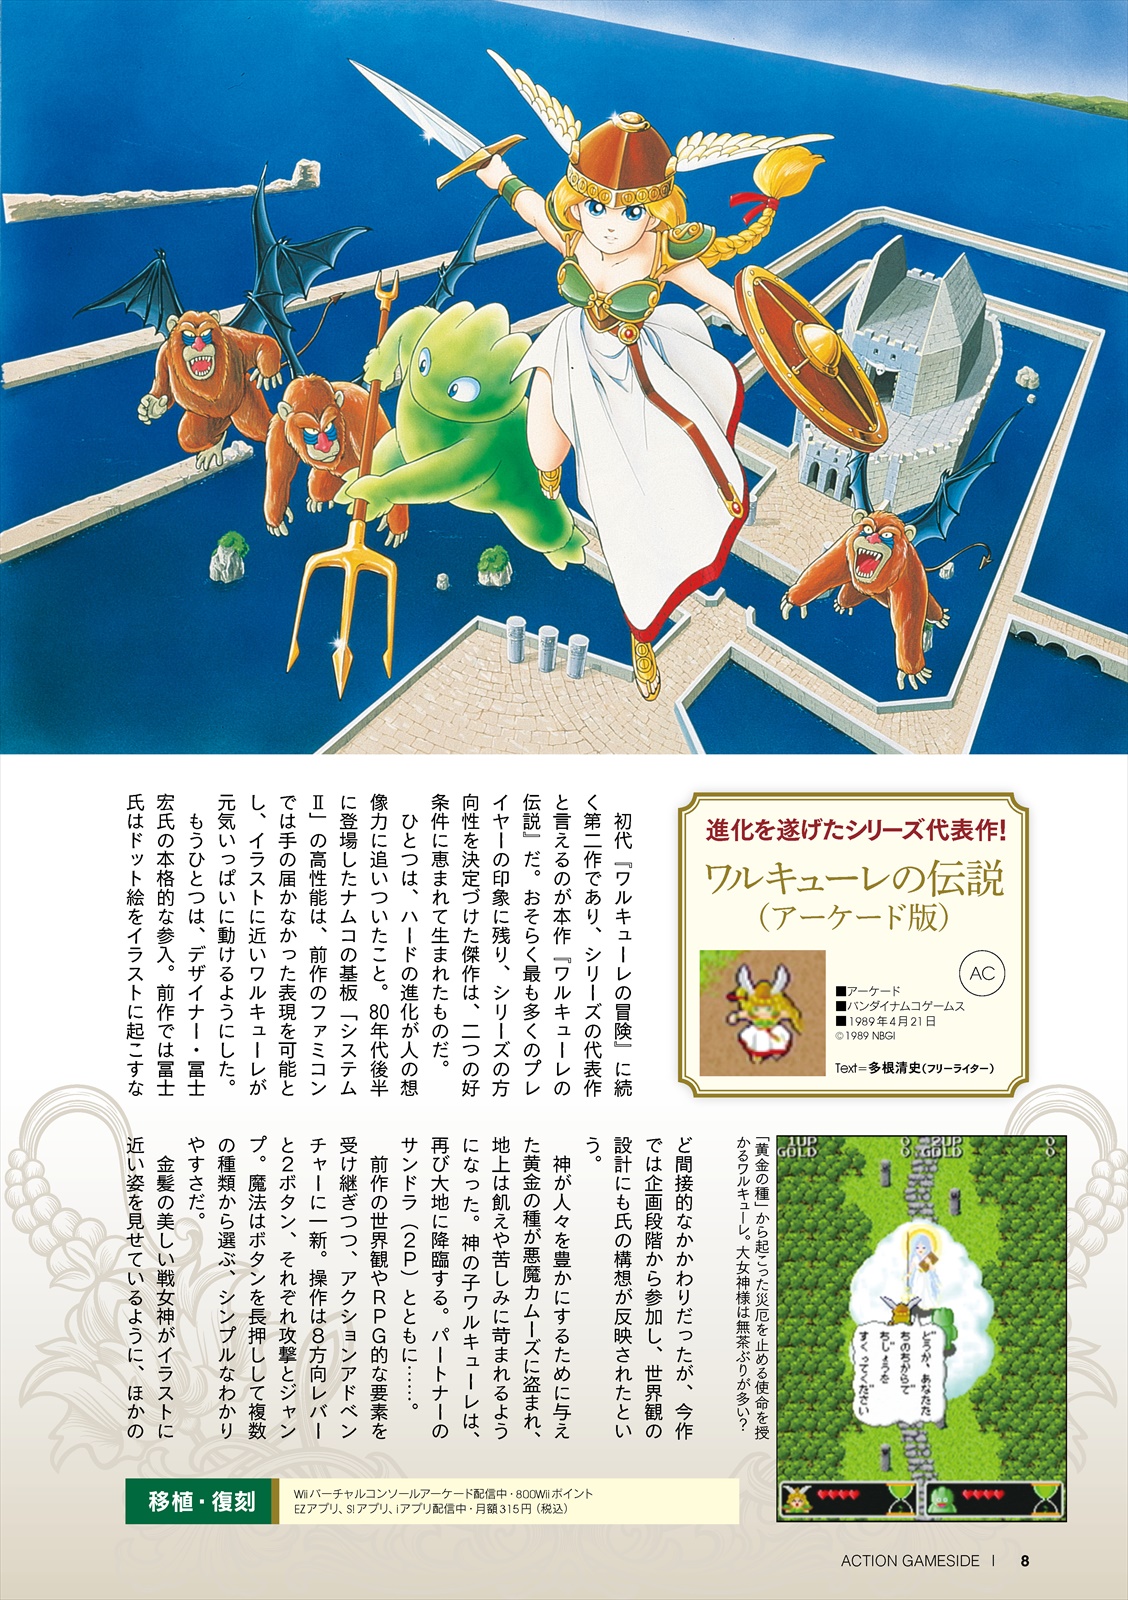 進化を遂げたシリーズ代表作!
ワルキューレの伝説
（アーケード版）
AC
■アーケード
■バンダイナムコゲームス
■1989年4月21日
©1989 NBGI
Text=多根清史（フリーライター）
初代『ワルキューレの冒険』に続
く第二作であり、シリーズの代表作
と言えるのが本作『ワルキューレの
伝説』だ。おそらく最も多くのプレ
イヤーの印象に残り、シリーズの方
向性を決定づけた傑作は、二つの好
条件に恵まれて生まれたものだ。
ひとつは、ハードの進化が人の想
像力に追いついたこと。80年代後半
に登場したナムコの基板「システム
Ⅱ」の高性能は、前作のファミコン
では手の届かなかった表現を可能と
し、イラストに近いワルキューレが
元気いっぱいに動けるようにした。
もうひとつは、デザイナー・冨士
宏氏の本格的な参入。前作では冨士
氏はドット絵をイラストに起こすな
ど間接的なかかわりだったが、今作
では企画段階から参加し、世界観の
設計にも氏の構想が反映されたとい
う。
神が人々を豊かにするために与え
た黄金の種が悪魔カムーズに盗まれ、
地上は飢えや苦しみに苛まれるよう
になった。神の子ワルキューレは、
再び大地に降臨する。パートナーの
サンドラ（2P）とともに……。
前作の世界観やRPG的な要素を
受け継ぎつつ、アクションアドベン
チャーに一新。操作は8方向レバー
と2ボタン、それぞれ攻撃とジャン
プ。魔法はボタンを長押しして複数
の種類から選ぶ、シンプルなわかり
やすさだ。
金髪の美しい戦女神がイラストに
近い姿を見せているように、ほかの
「黄金の種」から起こった災厄を止める使命を授
かるワルキューレ。大女神様は無茶ぶりが多い?
1UP 0 2UP 0
GOLD 0 GOLD
どうか、あなたた
ちのちからで
ちじょうを
すくってください
移植・復刻
Wiiバーチャルコンソールアーケード配信中・800Wiiポイント
EZアプリ、S!アプリ、iアプリ配信中・月額315円（税込）
ACTION GAMESIDE | 8